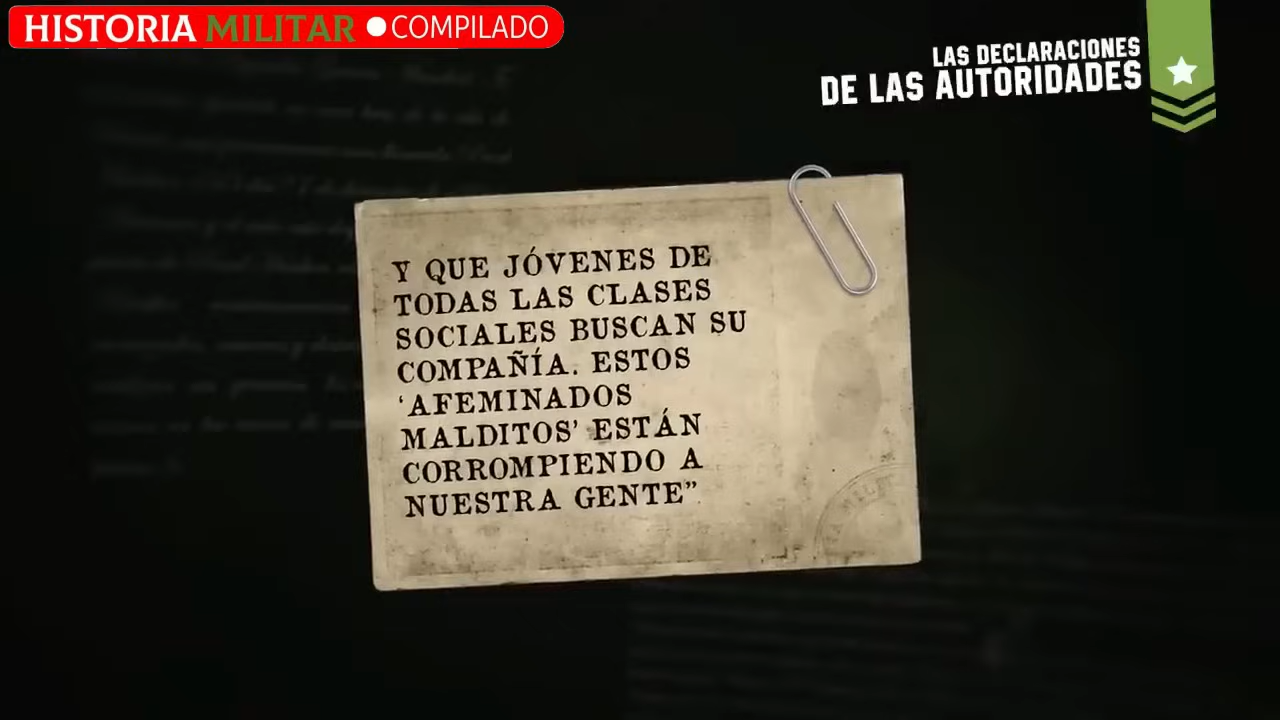 HISTORIA MILITAR COMPILADO
LAS DECLARACIONES
DE LAS AUTORIDADES
Y QUE JÓVENES DE
TODAS LAS CLASES
SOCIALES BUSCAN SU
COMPAÑÍA. ESTOS
‘AFEMINADOS
MALDITOS’ ESTÁN
CORROMPIENDO A
NUESTRA GENTE”